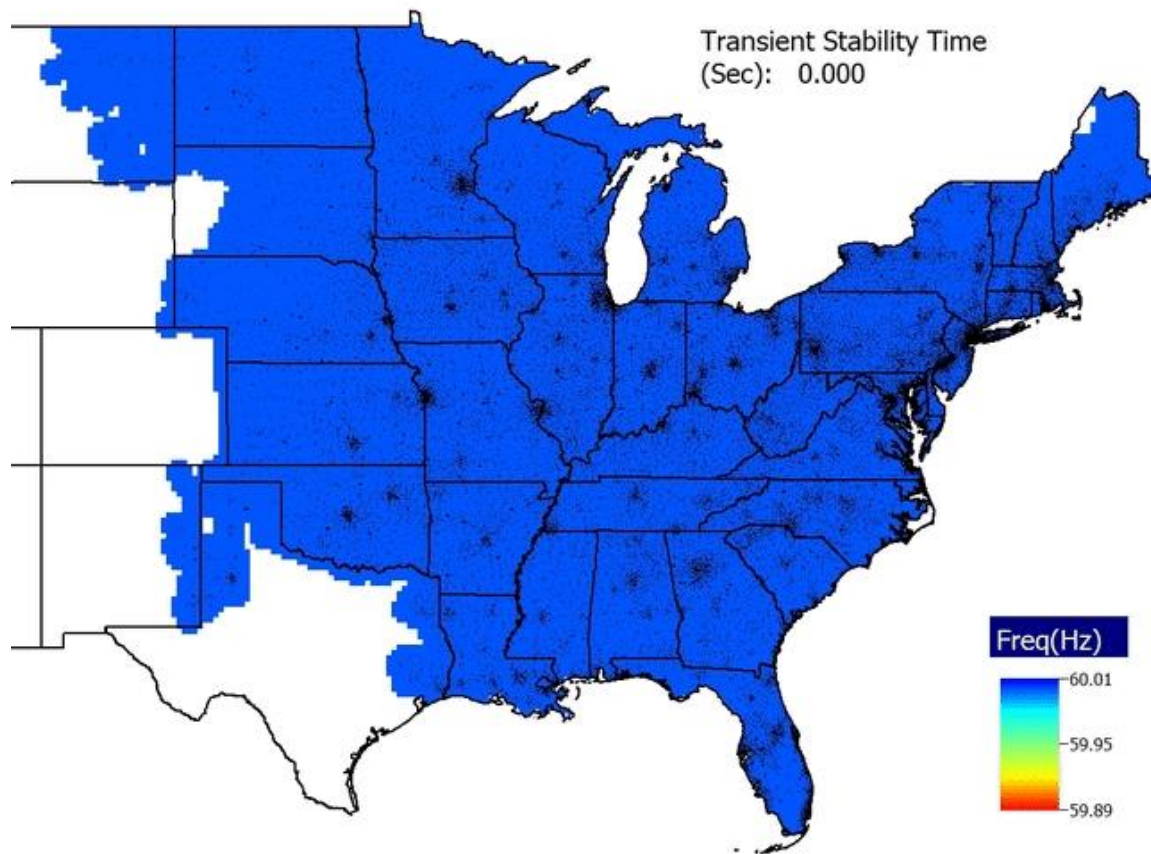 Transient Stability Time
(Sec): 0.000
Freq(Hz)
60.01
59.95
59.89